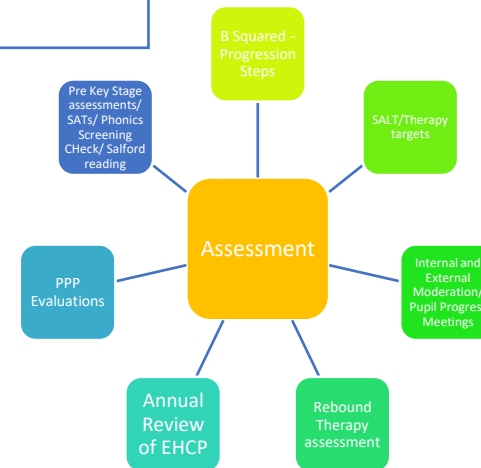 B Squared -
Progression
Steps
Pre Key Stage
assessments/
SATs/ Phonics
Screening
CHeck/ Salford
reading
SALT/Therapy
targets
Assessment
PPP
Evaluations
Internal and
External
Moderation/
Pupil Progres
Meetings
Annual
Review
of EHCP
Rebound
Therapy
assessment